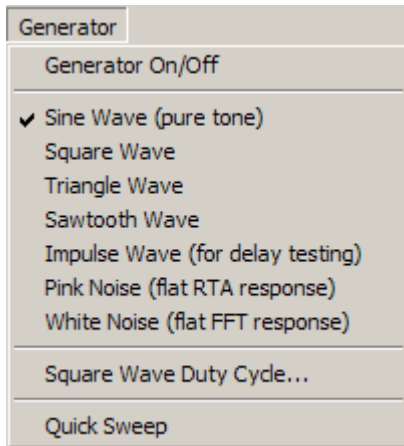 Generator
Generator On/Off
Sine Wave (pure tone)
Square Wave
Triangle Wave
Sawtooth Wave
Impulse Wave (for delay testing)
Pink Noise (flat RTA response)
White Noise (flat FFT response)
Square Wave Duty Cycle...
Quick Sweep